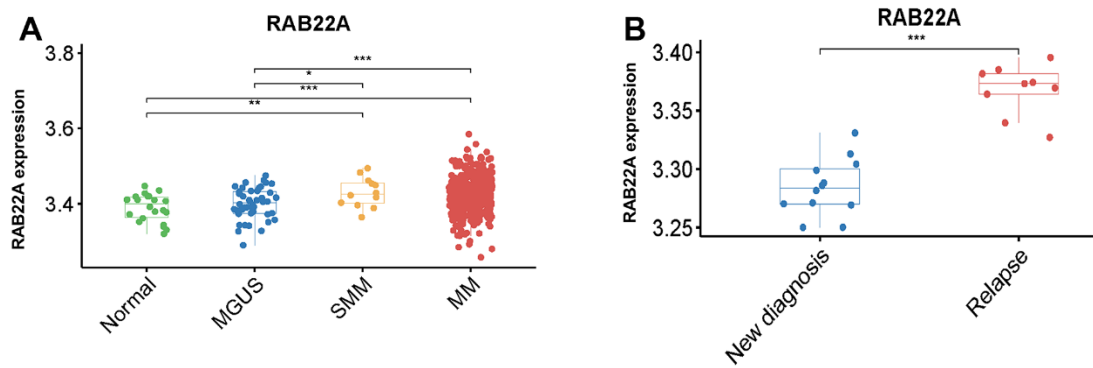 A
RAB22A
RAB22A expression
3.8
3.6
3.4
***
*
***
**
Normal
MGUS
SMM
MM
B
RAB22A
RAB22A expression
3.40
3.35
3.30
3.25
***
New diagnosis
Relapse